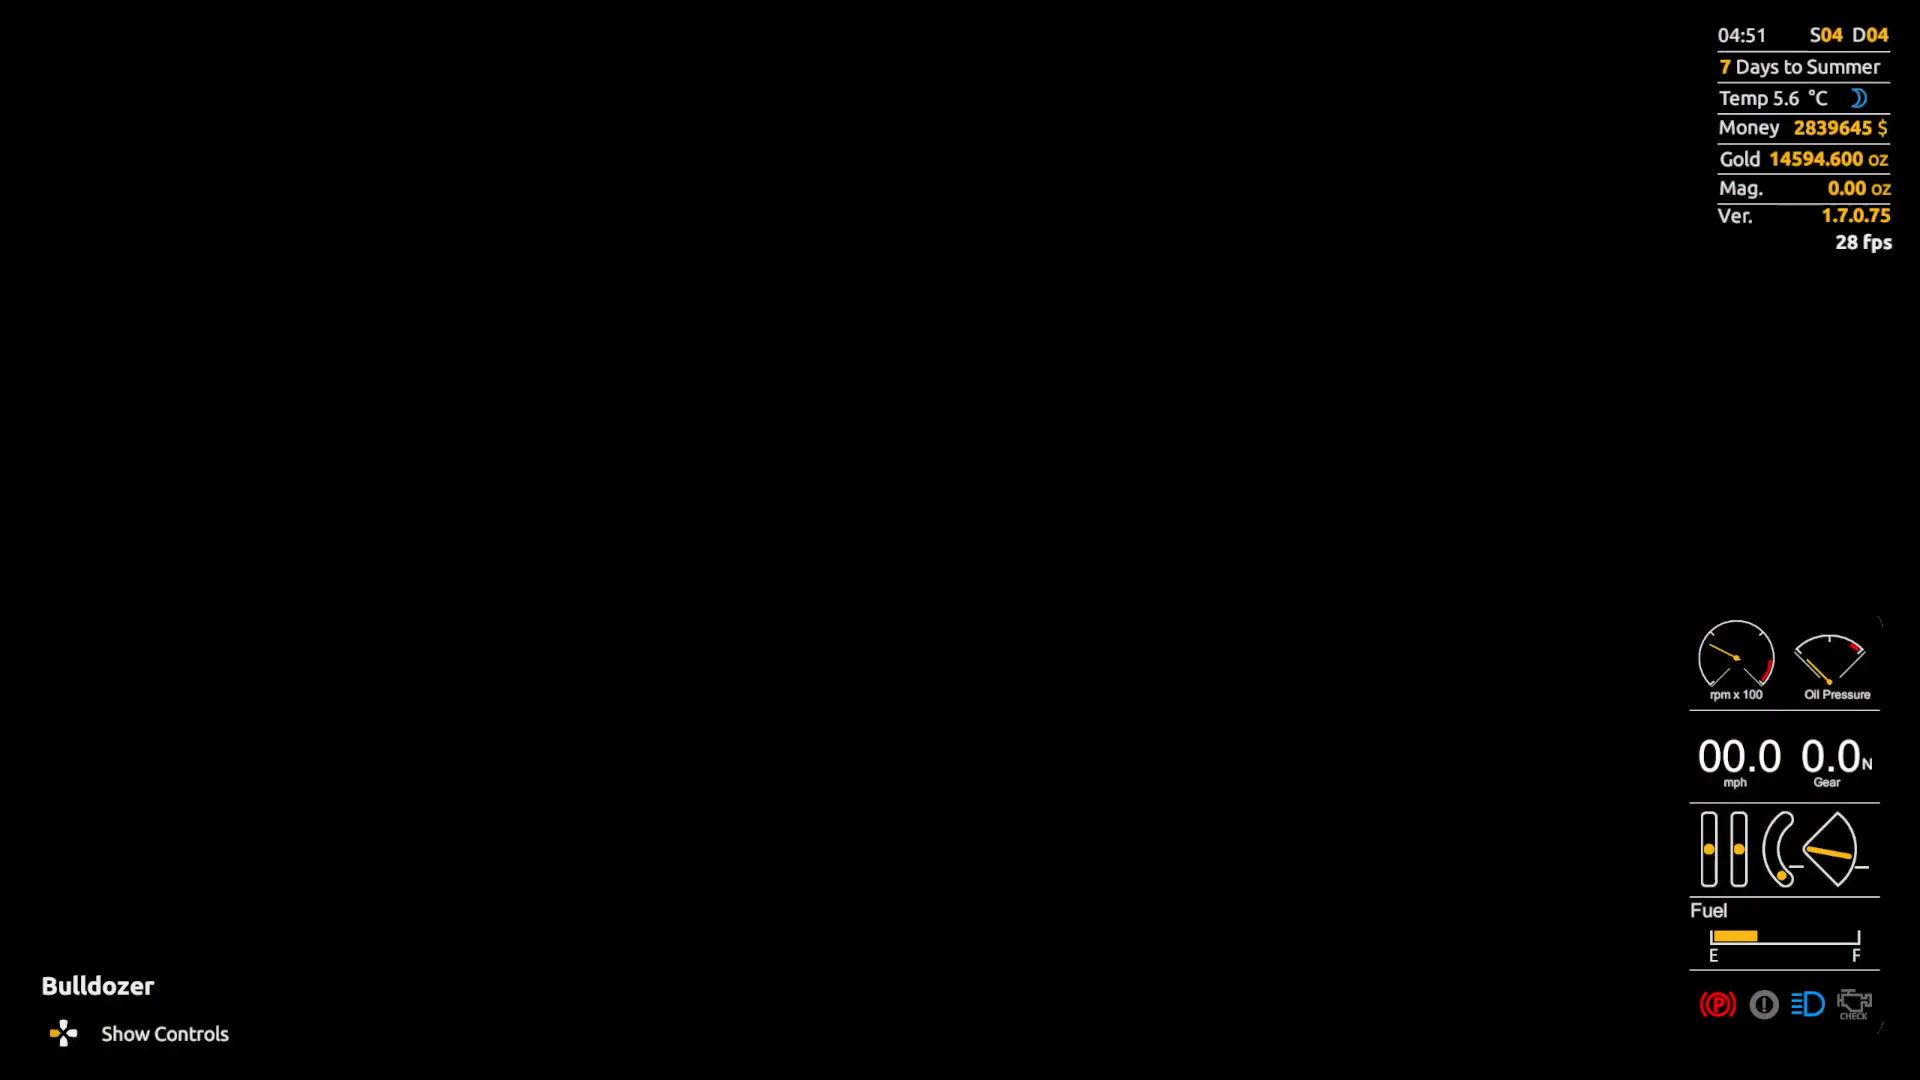 04:51 S04 D04
7 Days to Summer
Temp 5.6 °C
Money 2839645 $
Gold 14594.600 oz
Mag. 0.00 oz
Ver. 1.7.0.75
28 fps
rpm x 100 Oil Pressure
00.0 0.0N
mph Gear
Fuel
E F
P ! CHECK
Bulldozer
Show Controls